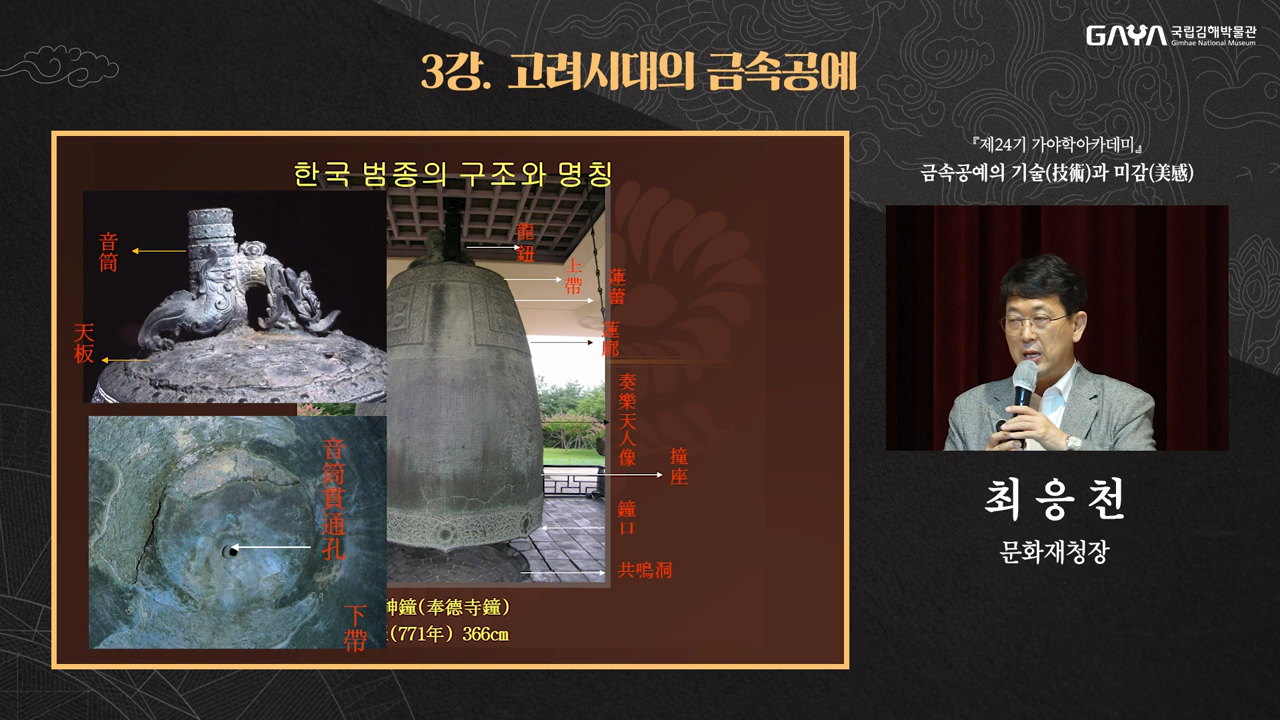 GAYA 국립김해박물관
Gimhae National Museum
3강. 고려시대의 금속공예
『제24기 가야학아카데미』
금속공예의 기술(技術)과 미감(美感)
한국 범종의 구조와 명칭
音筒
天板
龍鈕
上帶
蓮蕾
蓮廓
奏樂天人像
撞座
鐘口
共鳴洞
音筒貫通孔
下帶
神鐘(奉德寺鐘)
(771年) 366cm
최응천
문화재청장